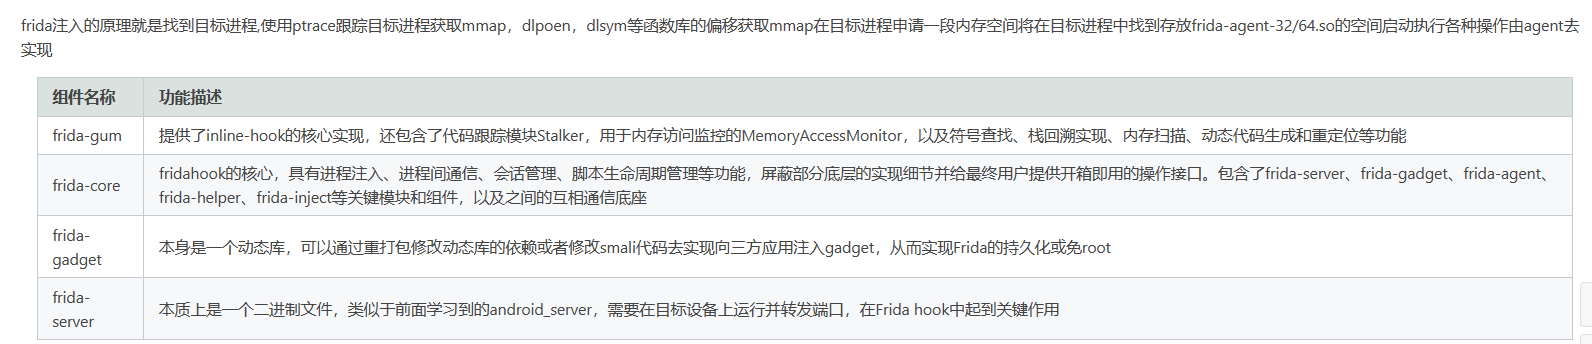 frida注入的原理就是找到目标进程,使用ptrace跟踪目标进程获取mmap，dlpoen，dlsym等函数库的偏移获取mmap在目标进程申请一段内存空间将在目标进程中找到存放frida-agent-32/64.so的空间启动执行各种操作由agent去
实现
组件名称 功能描述
frida-gum 提供了inline-hook的核心实现，还包含了代码跟踪模块Stalker，用于内存访问监控的MemoryAccessMonitor，以及符号查找、栈回溯实现、内存扫描、动态代码生成和重定位等功能
frida-core fridahook的核心，具有进程注入、进程间通信、会话管理、脚本生命周期管理等功能，屏蔽部分底层的实现细节并给最终用户提供开箱即用的操作接口。包含了frida-server、frida-gadget、frida-agent、
frida-helper、frida-inject等关键模块和组件，以及之间的互相通信底座
frida-
gadget 本身是一个动态库，可以通过重打包修改动态库的依赖或者修改smali代码去实现向三方应用注入gadget，从而实现Frida的持久化或免root
frida-
server 本质上是一个二进制文件，类似于前面学习到的android_server，需要在目标设备上运行并转发端口，在Frida hook中起到关键作用